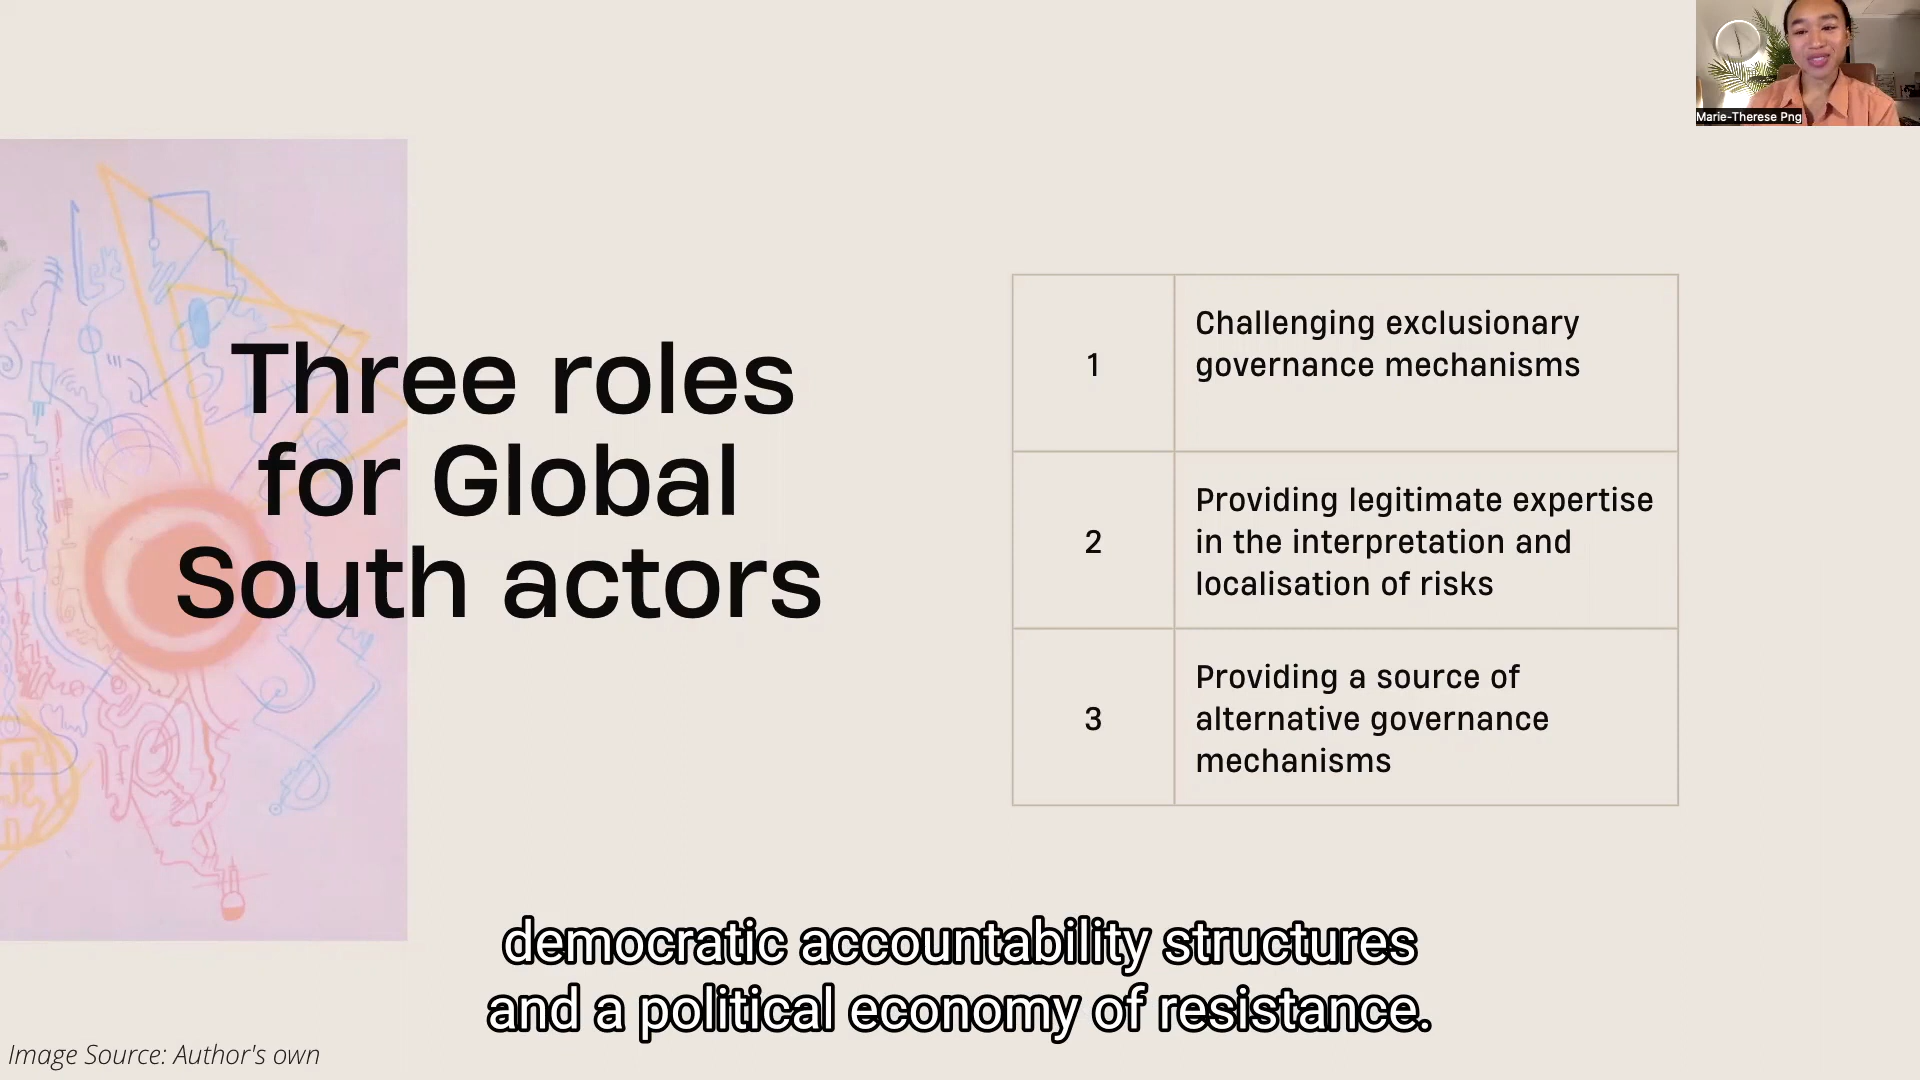 Marie-Therese Png
Three roles
for Global
South actors
1
Challenging exclusionary
governance mechanisms
2
Providing legitimate expertise
in the interpretation and
localisation of risks
3
Providing a source of
alternative governance
mechanisms
democratic accountability structures
and a political economy of resistance.
Image Source: Author's own